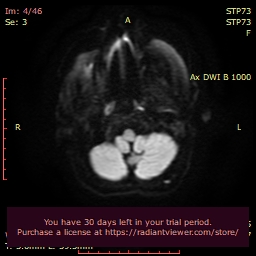 Im: 4/46
Se: 3
A
STP73
STP73
F
Ax DWI B 1000
R
L
You have 30 days left in your trial period.
Purchase a license at https://radiantviewer.com/store/